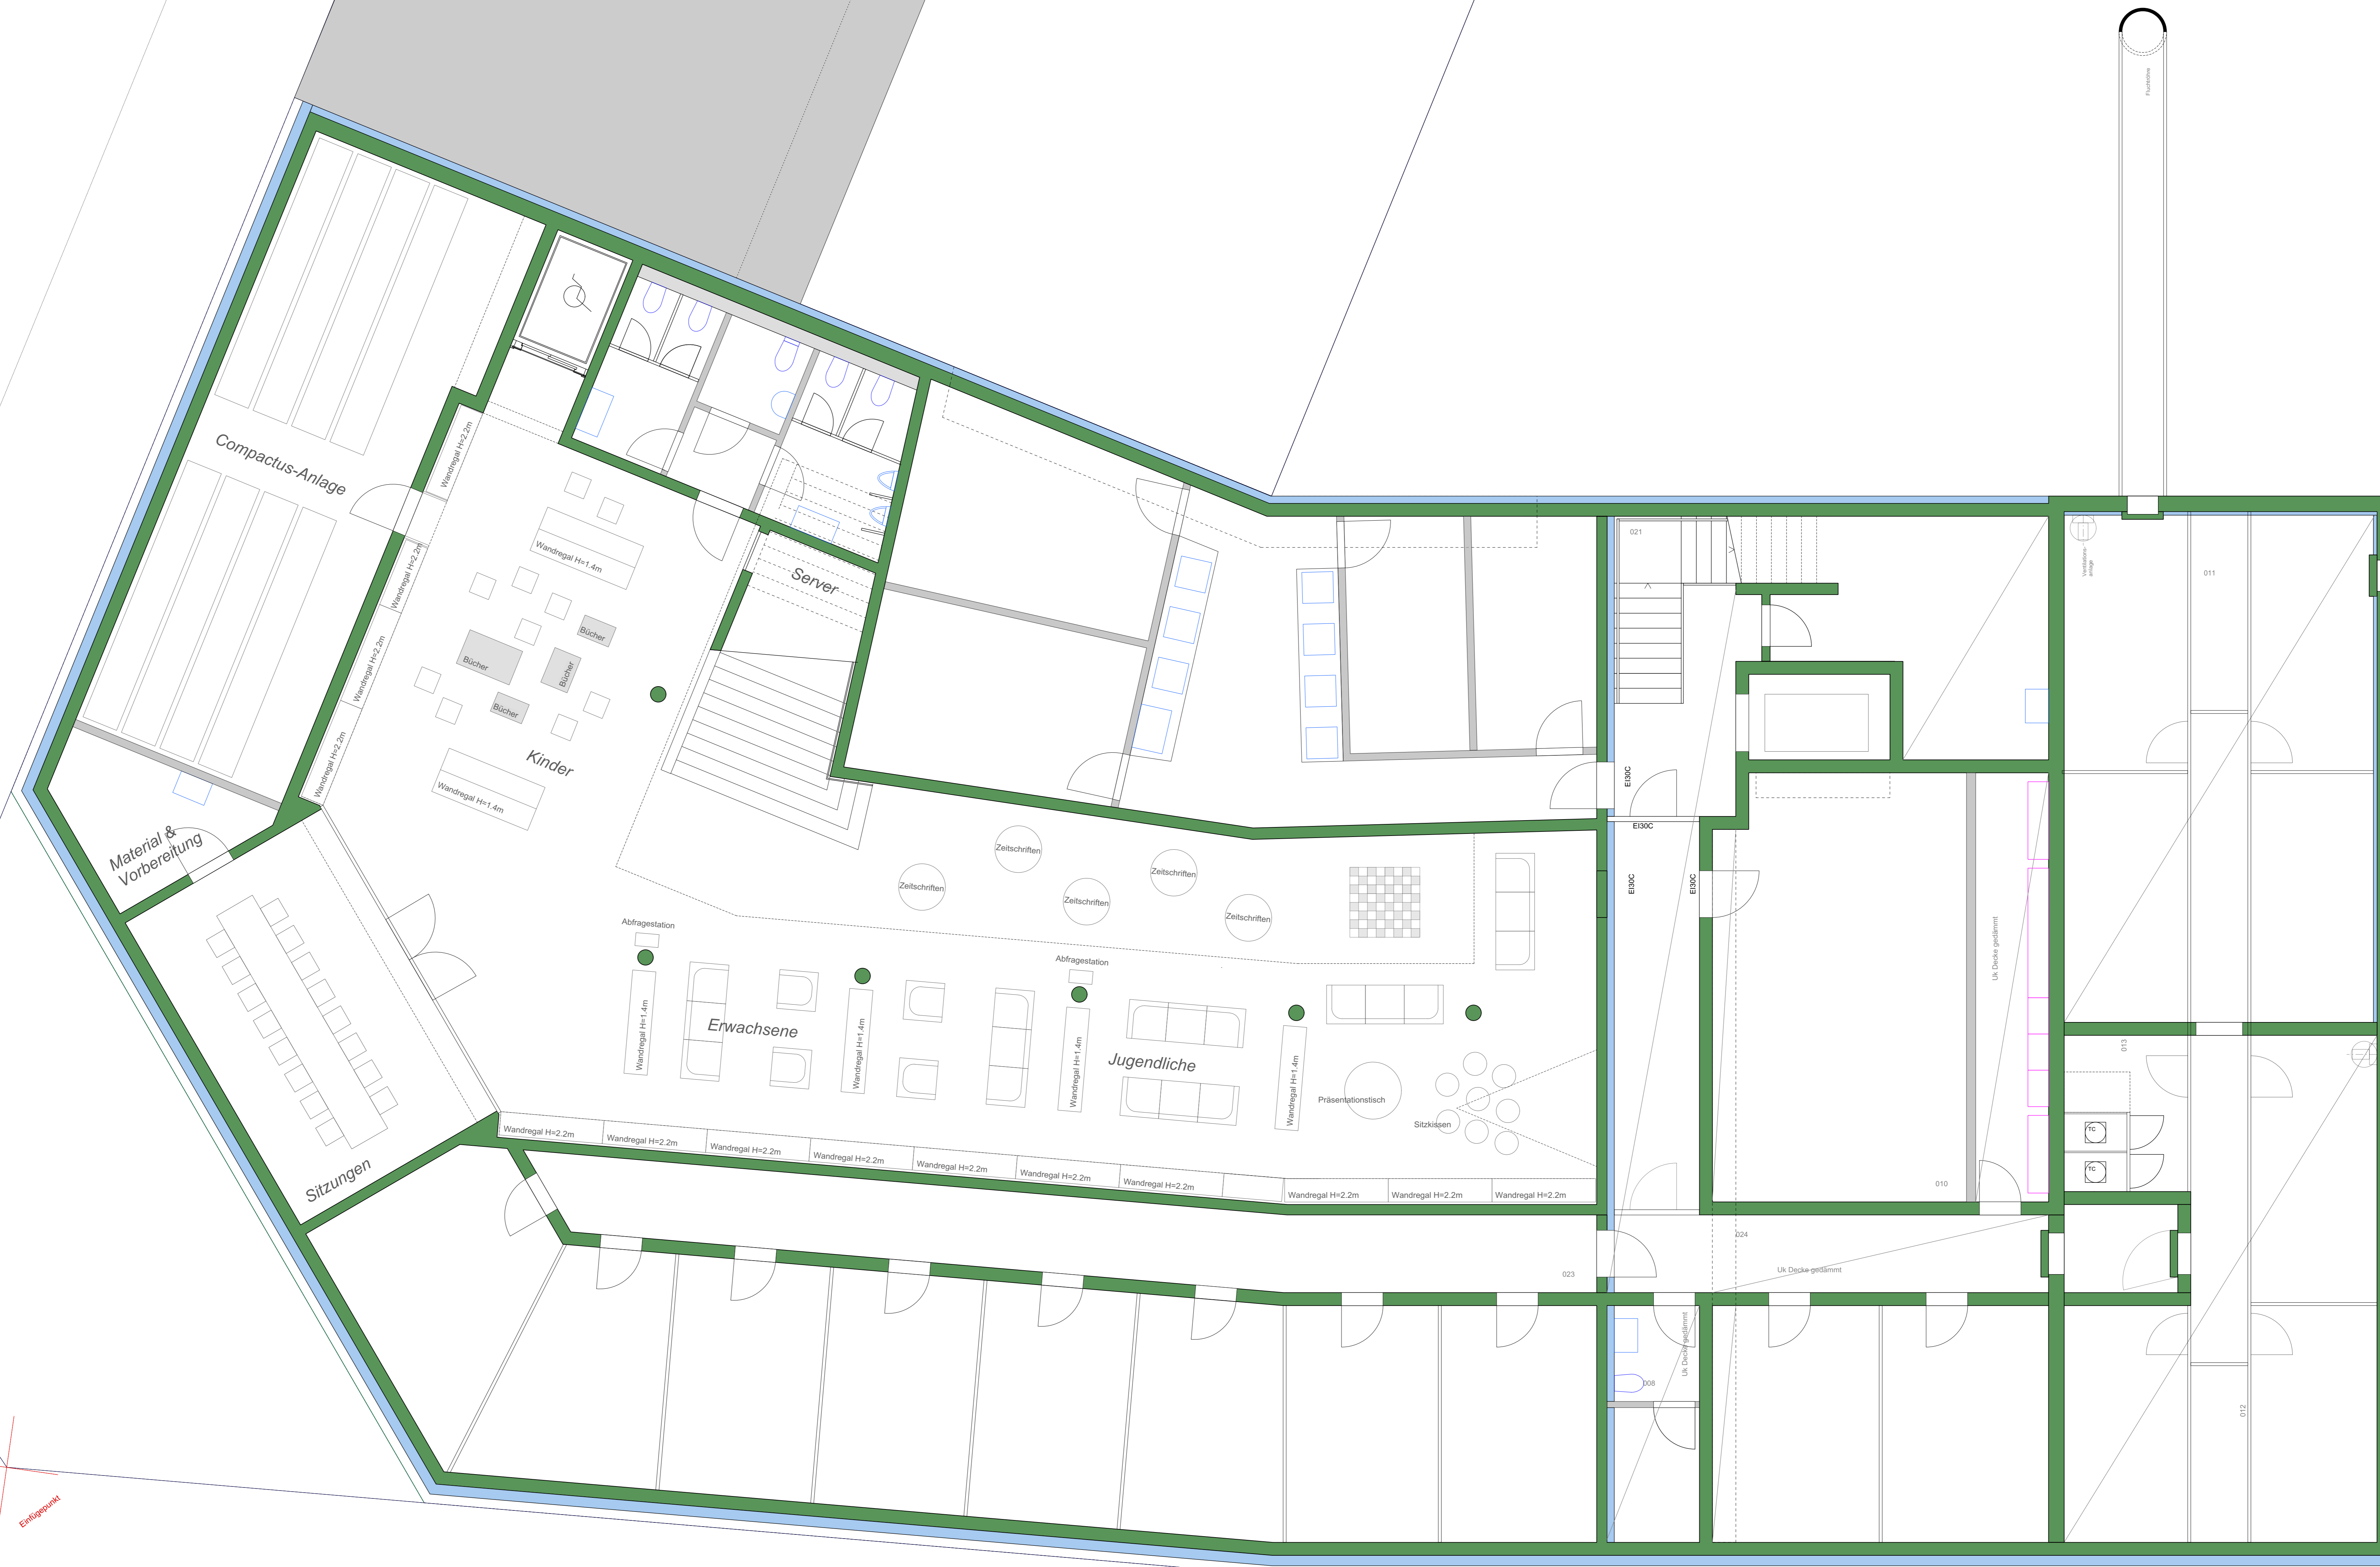 Fluchtröhre
021
Ventilations-
anlage
011
Wandregal H=2.2m
Compactus-Anlage
Wandregal H=2.2m
Wandregal H=1.4m
Server
Bücher
Wandregal H=2.2m
Bücher
Bücher
Bücher
Wandregal H=2.2m
Kinder
Wandregal H=1.4m
EI30C
EI30C
Material &
Vorbereitung
Zeitschriften
Zeitschriften
Zeitschriften
Zeitschriften
Zeitschriften
EI30C
EI30C
Abfragestation
Abfragestation
Uk Decke gedämmt
Wandregal H=1.4m
Erwachsene
Wandregal H=1.4m
Wandregal H=1.4m
Jugendliche
Wandregal H=1.4m
Präsentationstisch
Sitzkissen
013
TC
TC
Wandregal H=2.2m
Wandregal H=2.2m
Wandregal H=2.2m
Wandregal H=2.2m
Wandregal H=2.2m
Wandregal H=2.2m
Wandregal H=2.2m
Wandregal H=2.2m
Wandregal H=2.2m
Wandregal H=2.2m
Sitzungen
010
024
023
Uk Decke gedämmt
Uk Decke gedämmt
008
012
Einfügepunkt